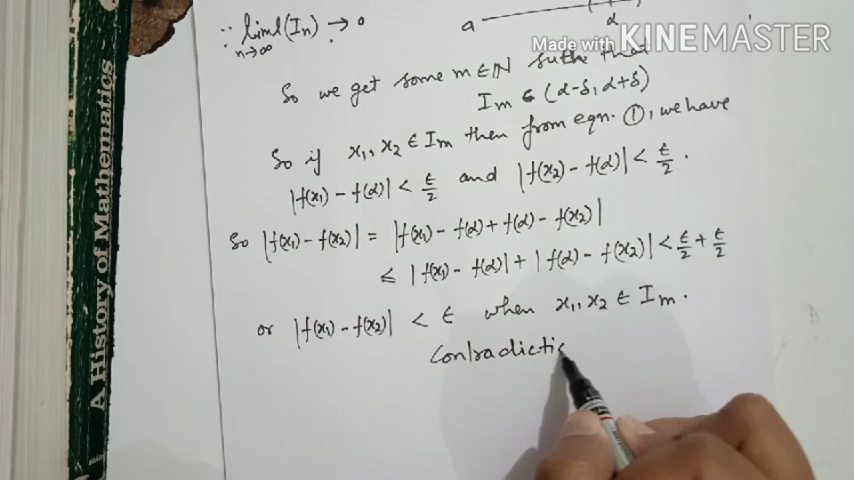 A History of Mathematics
Made with KINEMASTER
∵ lim l(Iₙ) → 0
n→∞
a
α
So we get some m ∈ ℕ suthe that
Iₘ ⊂ (α-δ, α+δ)
So if x₁, x₂ ∈ Iₘ then from eqn. ①, we have
|f(x₁) - f(α)| < ε/2 and |f(x₂) - f(α)| < ε/2 .
So |f(x₁) - f(x₂)| = |f(x₁) - f(α) + f(α) - f(x₂)|
≤ |f(x₁) - f(α)| + |f(α) - f(x₂)| < ε/2 + ε/2
or |f(x₁) - f(x₂)| < ε when x₁, x₂ ∈ Iₘ.
Contradictio